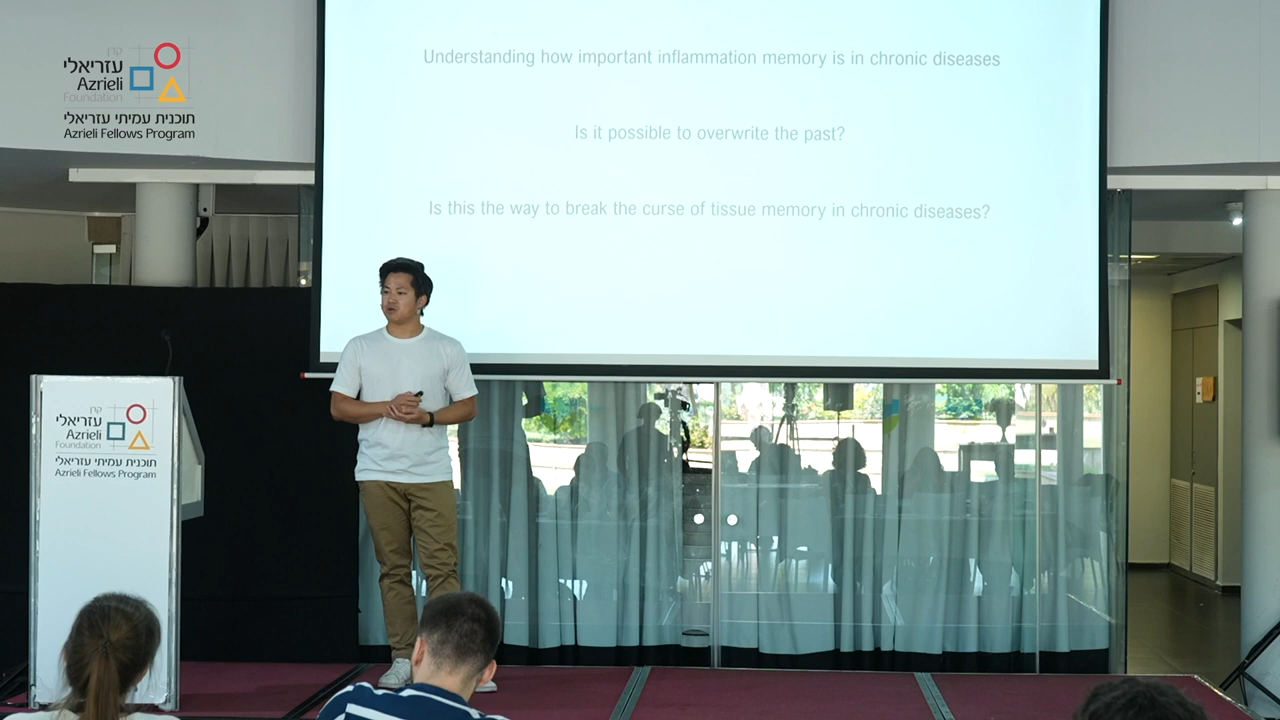 קרן
עזריאלי
Azrieli
Foundation
תוכנית עמיתי עזריאלי
Azrieli Fellows Program
Understanding how important inflammation memory is in chronic diseases
Is it possible to overwrite the past?
Is this the way to break the curse of tissue memory in chronic diseases?
קרן
עזריאלי
Azrieli
Foundation
תוכנית עמיתי עזריאלי
Azrieli Fellows Program